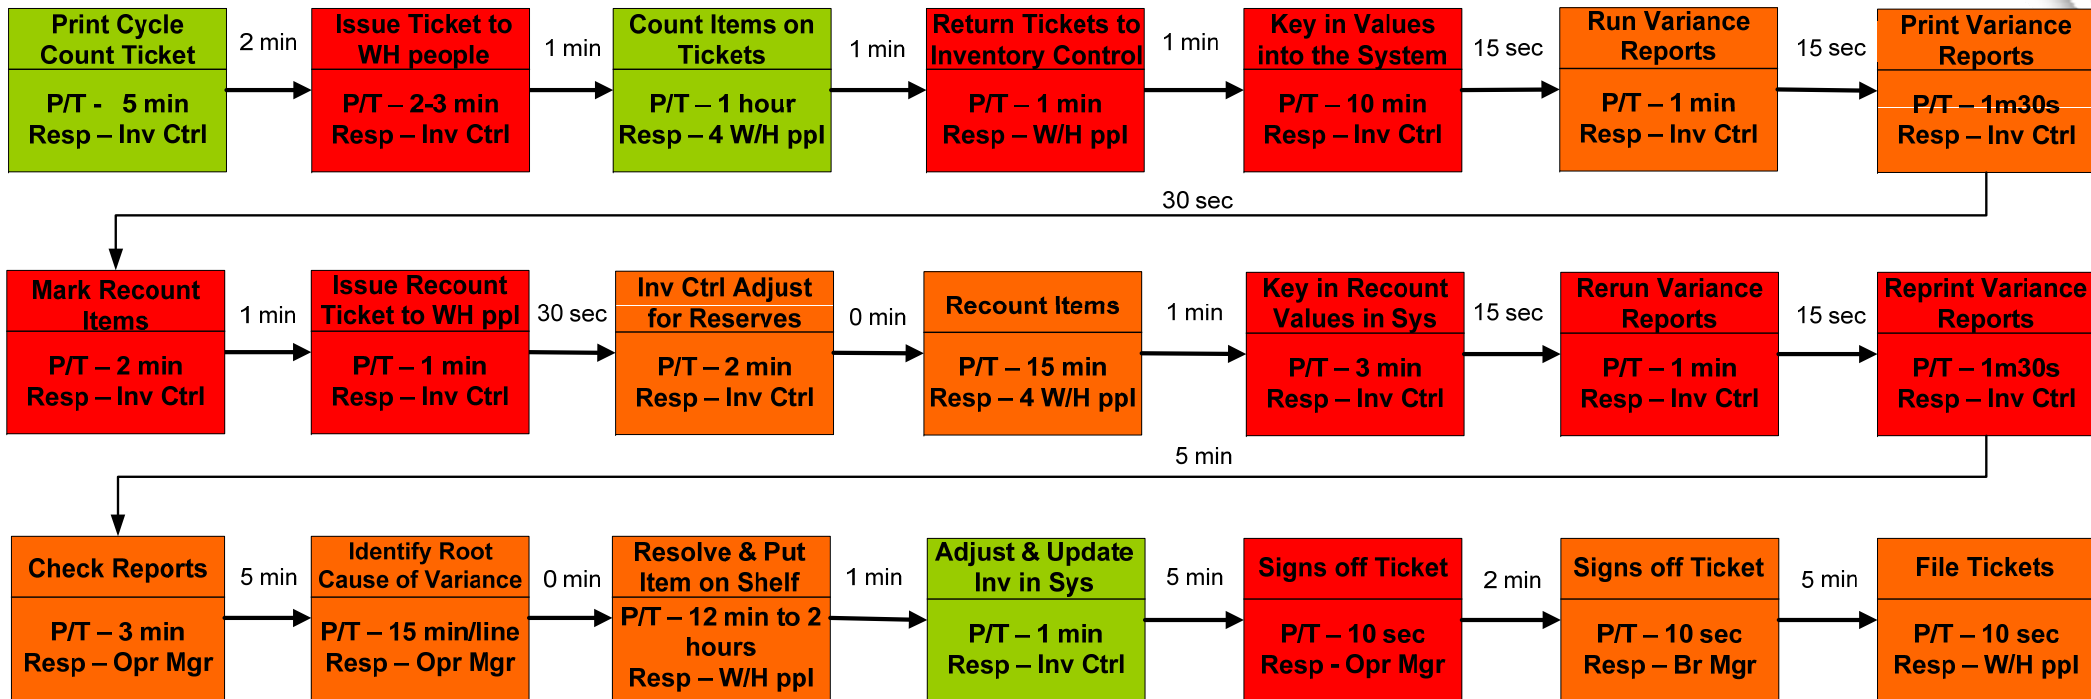 Print Cycle
Count Ticket
P/T -   5 min
Resp – Inv Ctrl
2 min
Issue Ticket to
WH people
P/T – 2-3 min
Resp – Inv Ctrl
1 min
Count Items on
Tickets
P/T – 1 hour
Resp – 4 W/H ppl
1 min
Return Tickets to
Inventory Control
P/T – 1 min
Resp – W/H ppl
1 min
Key in Values
into the System
P/T – 10 min
Resp – Inv Ctrl
15 sec
Run Variance
Reports
P/T – 1 min
Resp – Inv Ctrl
15 sec
Print Variance
Reports
P/T – 1m30s
Resp – Inv Ctrl
30 sec
Mark Recount
Items
P/T – 2 min
Resp – Inv Ctrl
1 min
Issue Recount
Ticket to WH ppl
P/T – 1 min
Resp – Inv Ctrl
30 sec
Inv Ctrl Adjust
for Reserves
P/T – 2 min
Resp – Inv Ctrl
0 min
Recount Items
P/T – 15 min
Resp – 4 W/H ppl
1 min
Key in Recount
Values in Sys
P/T – 3 min
Resp – Inv Ctrl
15 sec
Rerun Variance
Reports
P/T – 1 min
Resp – Inv Ctrl
15 sec
Reprint Variance
Reports
P/T – 1m30s
Resp – Inv Ctrl
5 min
Check Reports
P/T – 3 min
Resp – Opr Mgr
5 min
Identify Root
Cause of Variance
P/T – 15 min/line
Resp – Opr Mgr
0 min
Resolve & Put
Item on Shelf
P/T – 12 min to 2
hours
Resp – W/H ppl
1 min
Adjust & Update
Inv in Sys
P/T – 1 min
Resp – Inv Ctrl
5 min
Signs off Ticket
P/T – 10 sec
Resp - Opr Mgr
2 min
Signs off Ticket
P/T – 10 sec
Resp – Br Mgr
5 min
File Tickets
P/T – 10 sec
Resp – W/H ppl